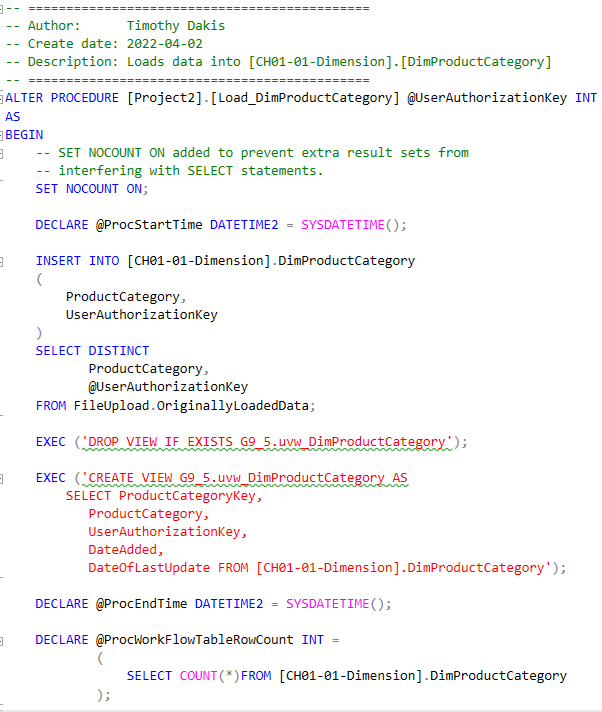 -- =============================================
-- Author:      Timothy Dakis
-- Create date: 2022-04-02
-- Description: Loads data into [CH01-01-Dimension].[DimProductCategory]
-- =============================================
ALTER PROCEDURE [Project2].[Load_DimProductCategory] @UserAuthorizationKey INT
AS
BEGIN
    -- SET NOCOUNT ON added to prevent extra result sets from
    -- interfering with SELECT statements.
    SET NOCOUNT ON;

    DECLARE @ProcStartTime DATETIME2 = SYSDATETIME();

    INSERT INTO [CH01-01-Dimension].DimProductCategory
    (
        ProductCategory,
        UserAuthorizationKey
    )
    SELECT DISTINCT
           ProductCategory,
           @UserAuthorizationKey
    FROM FileUpload.OriginallyLoadedData;

    EXEC ('DROP VIEW IF EXISTS G9_5.uvw_DimProductCategory');

    EXEC ('CREATE VIEW G9_5.uvw_DimProductCategory AS
        SELECT ProductCategoryKey,
           ProductCategory,
           UserAuthorizationKey,
           DateAdded,
           DateOfLastUpdate FROM [CH01-01-Dimension].DimProductCategory');

    DECLARE @ProcEndTime DATETIME2 = SYSDATETIME();

    DECLARE @ProcWorkFlowTableRowCount INT =
            (
                SELECT COUNT(*)FROM [CH01-01-Dimension].DimProductCategory
            );